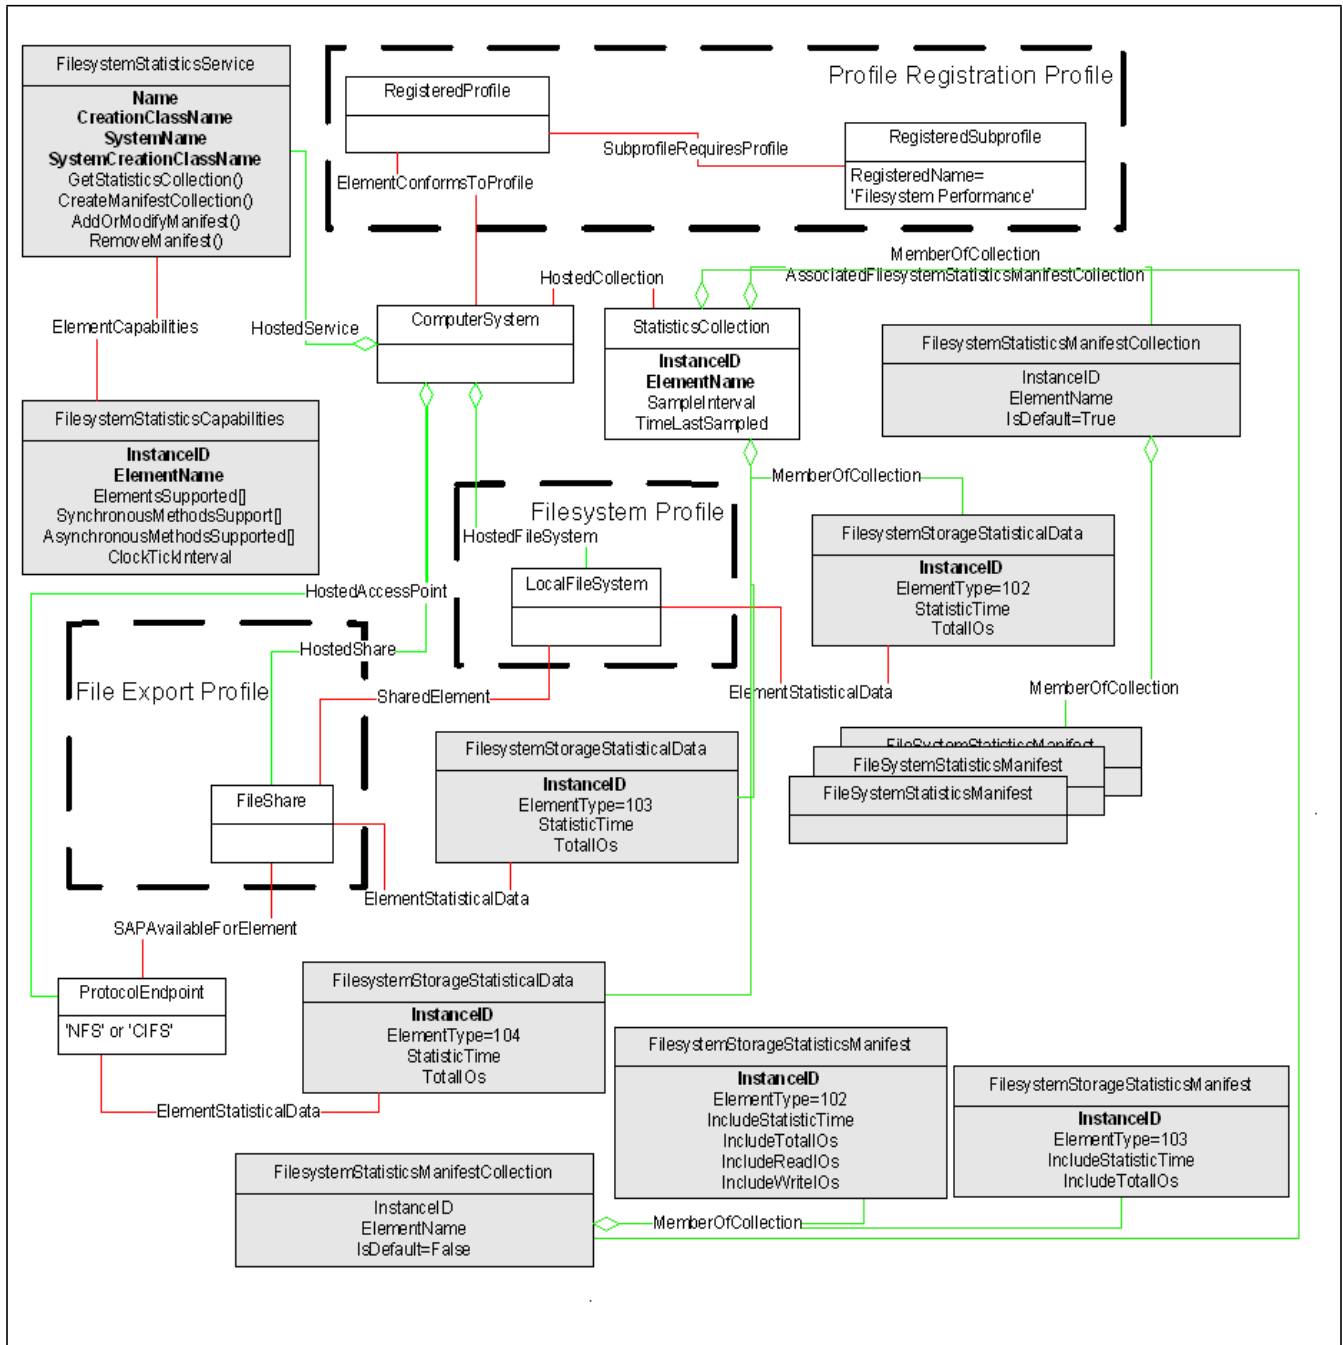 FilesystemStatisticsService
Name
CreationClassName
SystemName
SystemCreationClassName
GetStatisticsCollection()
CreateManifestCollection()
AddOrModifyManifest()
RemoveManifest()
Profile Registration Profile
RegisteredProfile
RegisteredSubprofile
RegisteredName=
'Filesystem Performance'
SubprofileRequiresProfile
ElementConformsToProfile
MemberOfCollection
AssociatedFilesystemStatisticsManifestCollection
HostedCollection
ElementCapabilities
HostedService
ComputerSystem
StatisticsCollection
InstanceID
ElementName
SampleInterval
TimeLastSampled
FilesystemStatisticsManifestCollection
InstanceID
ElementName
IsDefault=True
FilesystemStatisticsCapabilities
InstanceID
ElementName
ElementsSupported[]
SynchronousMethodsSupport[]
AsynchronousMethodsSupported[]
ClockTickInterval
MemberOfCollection
Filesystem Profile
HostedFileSystem
LocalFileSystem
FilesystemStorageStatisticalData
InstanceID
ElementType=102
StatisticTime
TotalIOs
HostedAccessPoint
HostedShare
File Export Profile
SharedElement
ElementStatisticalData
MemberOfCollection
FilesystemStorageStatisticalData
InstanceID
ElementType=103
StatisticTime
TotalIOs
FileSystemStatisticsManifest
FileSystemStatisticsManifest
FileSystemStatisticsManifest
FileShare
ElementStatisticalData
SAPAvailableForElement
ProtocolEndpoint
'NFS' or 'CIFS'
FilesystemStorageStatisticalData
InstanceID
ElementType=104
StatisticTime
TotalIOs
ElementStatisticalData
FilesystemStorageStatisticsManifest
InstanceID
ElementType=102
IncludeStatisticTime
IncludeTotalIOs
IncludeReadIOs
IncludeWriteIOs
FilesystemStorageStatisticsManifest
InstanceID
ElementType=103
IncludeStatisticTime
IncludeTotalIOs
FilesystemStatisticsManifestCollection
InstanceID
ElementName
IsDefault=False
MemberOfCollection